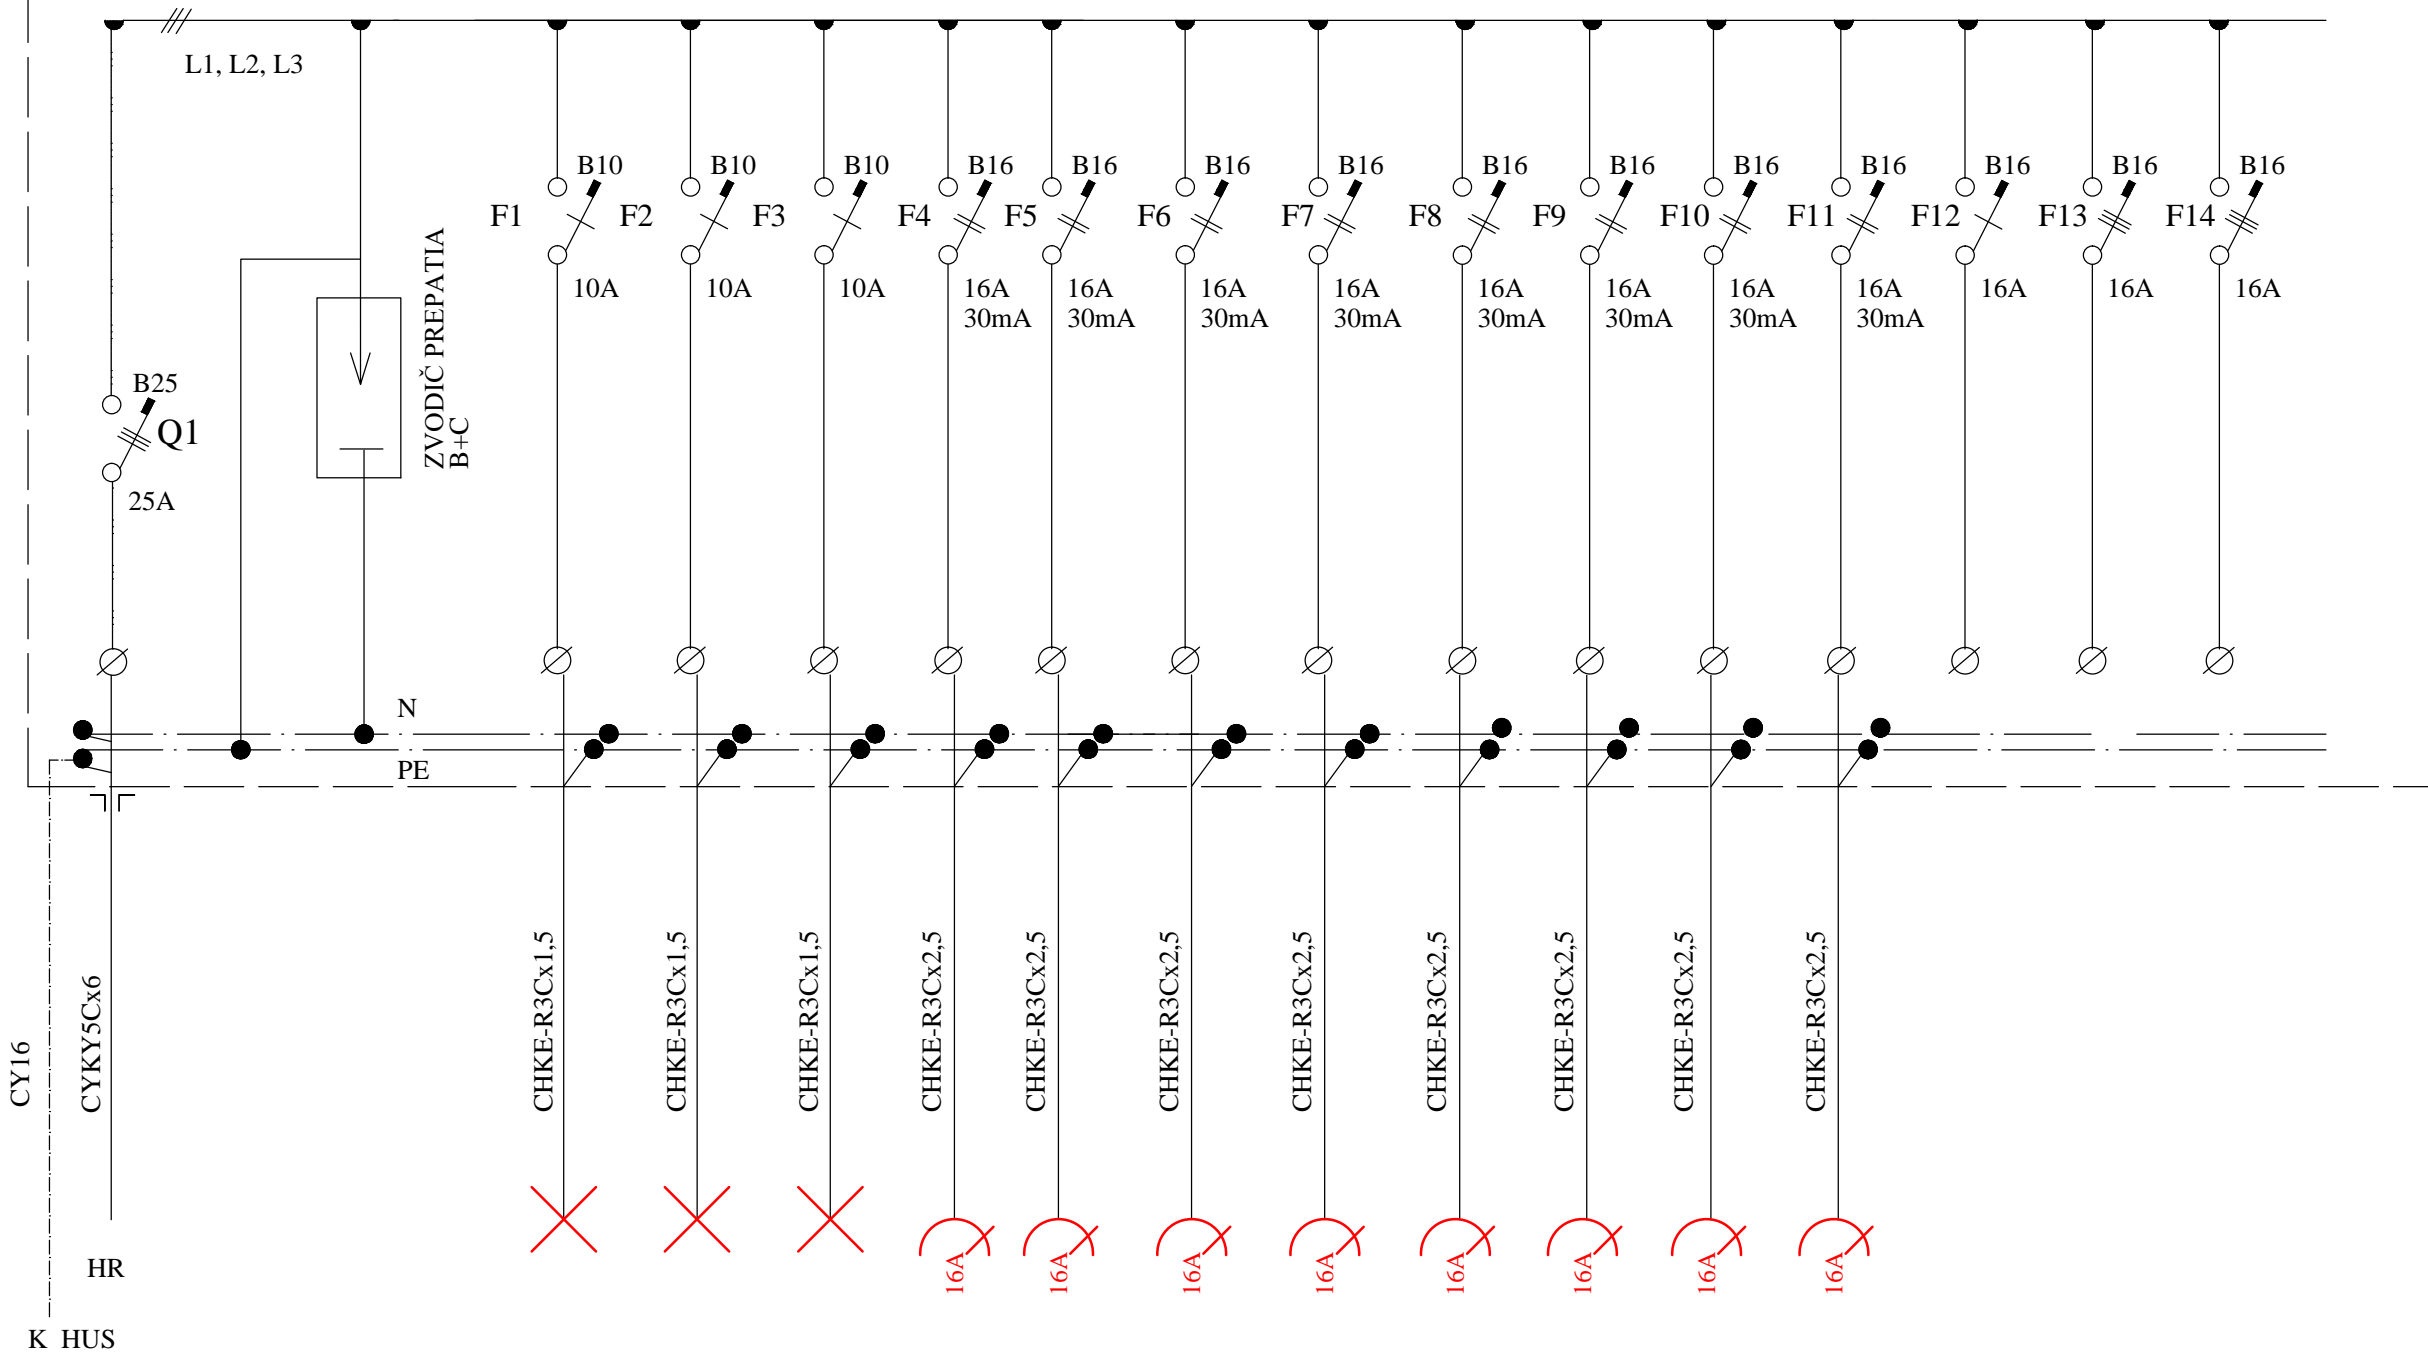 L1, L2, L3
B10
B10
B10
B16
B16
B16
B16
B16
B16
B16
B16
B16
B16
B16
F1
F2
F3
F4
F5
F6
F7
F8
F9
F10
F11
F12
F13
F14
10A
10A
10A
16A
16A
16A
16A
16A
16A
16A
16A
16A
16A
16A
30mA
30mA
30mA
30mA
30mA
30mA
30mA
30mA
B25
Q1
25A
ZVODIČ PREPATIA
B+C
N
PE
CY16
CYKY5Cx6
CHKE-R3Cx1,5
CHKE-R3Cx1,5
CHKE-R3Cx1,5
CHKE-R3Cx2,5
CHKE-R3Cx2,5
CHKE-R3Cx2,5
CHKE-R3Cx2,5
CHKE-R3Cx2,5
CHKE-R3Cx2,5
CHKE-R3Cx2,5
CHKE-R3Cx2,5
16A
16A
16A
16A
16A
16A
16A
16A
HR
K HUS